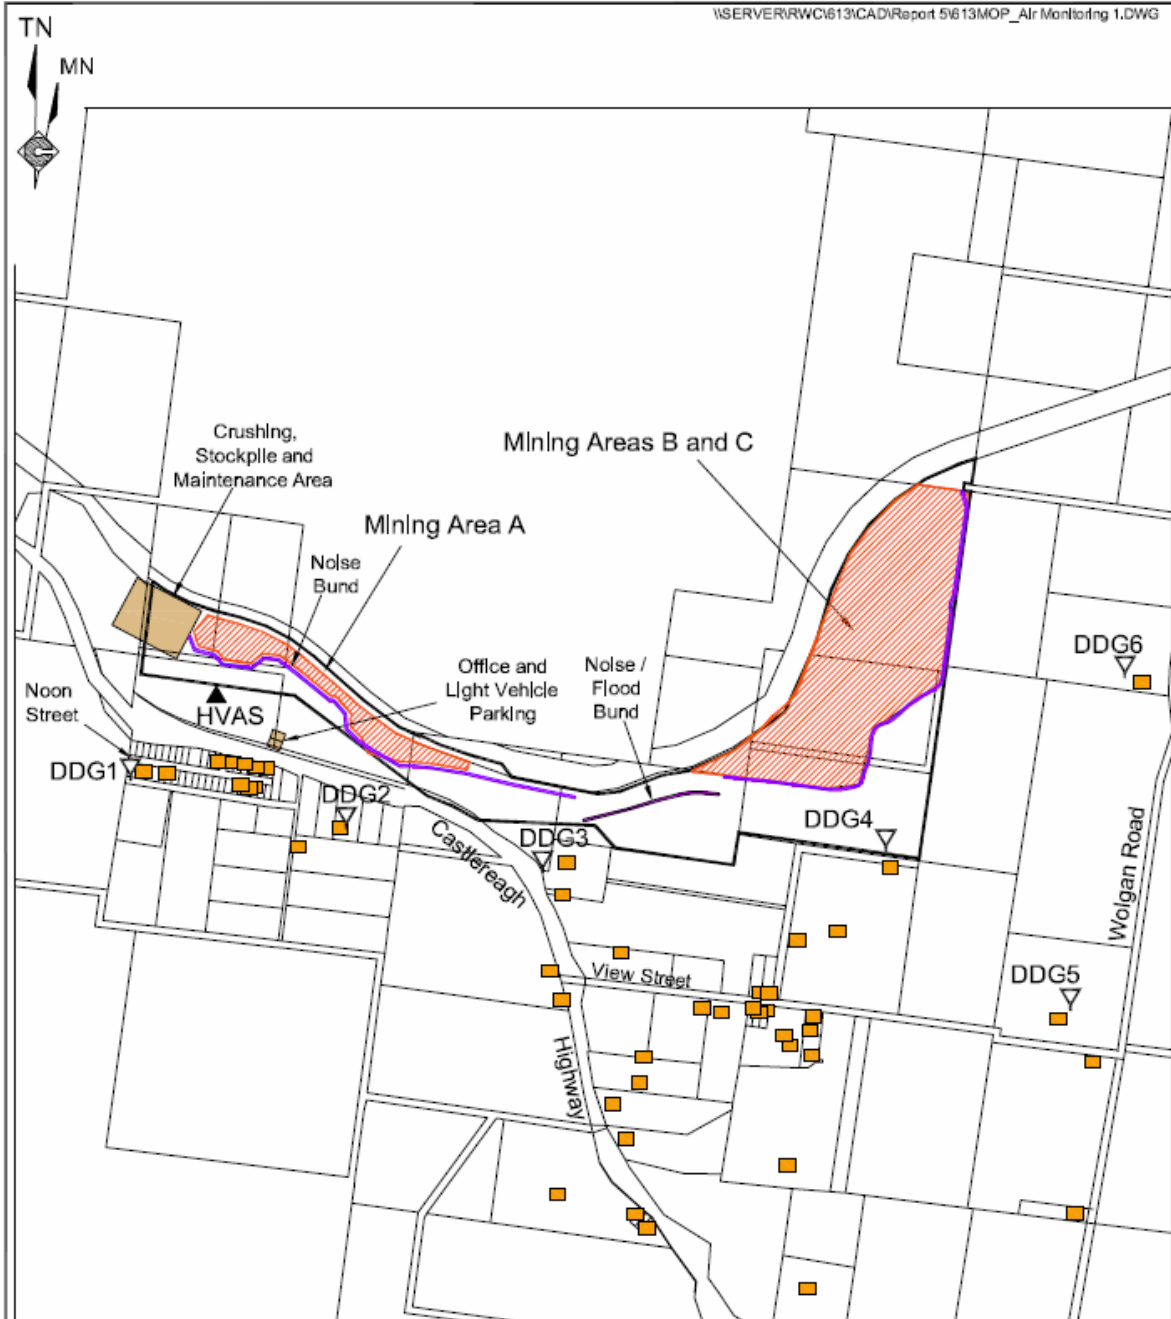 \\SERVER\RWC\613\CAD\Report 5\613MOP_Air Monitoring 1.DWG
TN
MN
Crushing,
Stockpile and
Maintenance Area
Mining Areas B and C
Mining Area A
Noise
Bund
Office and
Light Vehicle
Parking
Noise /
Flood
Bund
DDG6
Noon
Street
HVAS
DDG1
DDG2
DDG3
DDG4
Castlereagh
Wolgan Road
View Street
DDG5
Highway